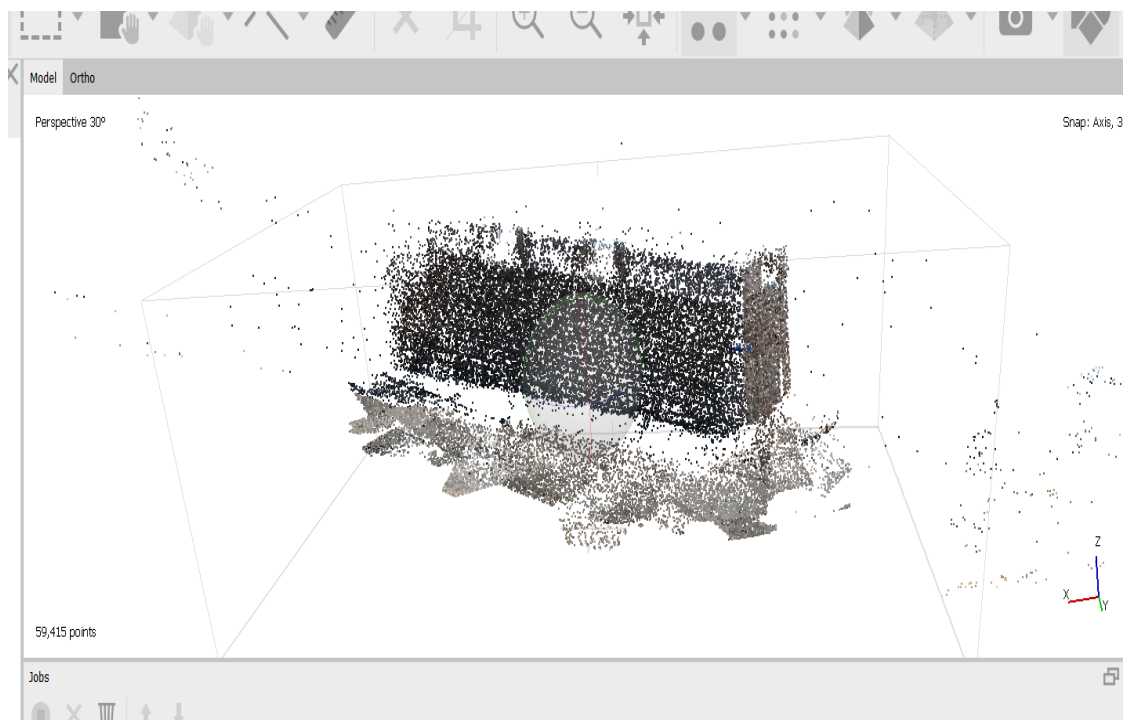 Model Ortho
Perspective 30°
Snap: Axis, 3
Z
X
Y
59,415 points
Jobs